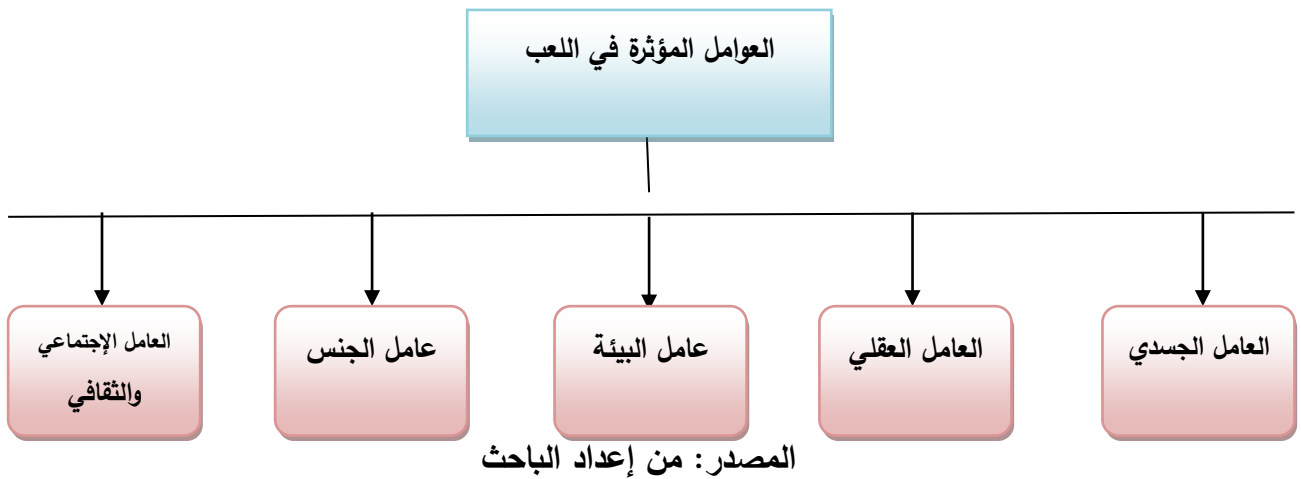 العوامل المؤثرة في اللعب
العامل الجسدي
العامل العقلي
عامل البيئة
عامل الجنس
العامل الإجتماعي
والثقافي
المصدر: من إعداد الباحث